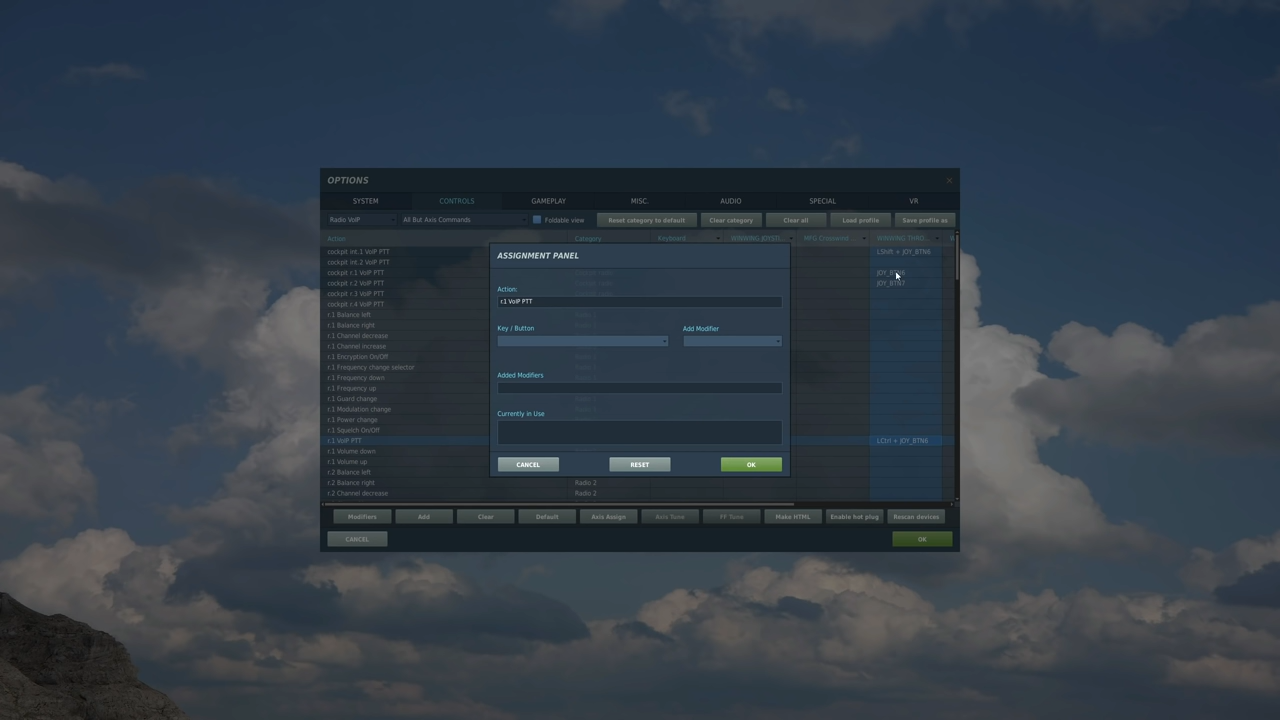 OPTIONS
SYSTEM CONTROLS GAMEPLAY MISC. AUDIO SPECIAL VR
Radio VoIP All But Axis Commands Foldable view Reset category to default Clear category Clear all Load profile Save profile as
Action Category Keyboard
cockpit int.1 VoIP PTT LShift + JOY_BTN6
cockpit int.2 VoIP PTT
cockpit r.1 VoIP PTT
cockpit r.2 VoIP PTT JOY_BTN7
cockpit r.3 VoIP PTT
cockpit r.4 VoIP PTT
r.1 Balance left
r.1 Balance right
r.1 Channel decrease
r.1 Channel increase
r.1 Encryption On/Off
r.1 Frequency change selector
r.1 Frequency down
r.1 Frequency up
r.1 Guard change
r.1 Modulation change
r.1 Power change
r.1 Squelch On/Off
r.1 VoIP PTT LCtrl + JOY_BTN6
r.1 Volume down
r.1 Volume up
r.2 Balance left
r.2 Balance right Radio 2
r.2 Channel decrease Radio 2
ASSIGNMENT PANEL
Action:
r.1 VoIP PTT
Key / Button Add Modifier
Added Modifiers
Currently in Use
CANCEL RESET OK
Modifiers Add Clear Default Axis Assign Axis Tune FF Tune Make HTML Enable hot plug Rescan devices
CANCEL OK